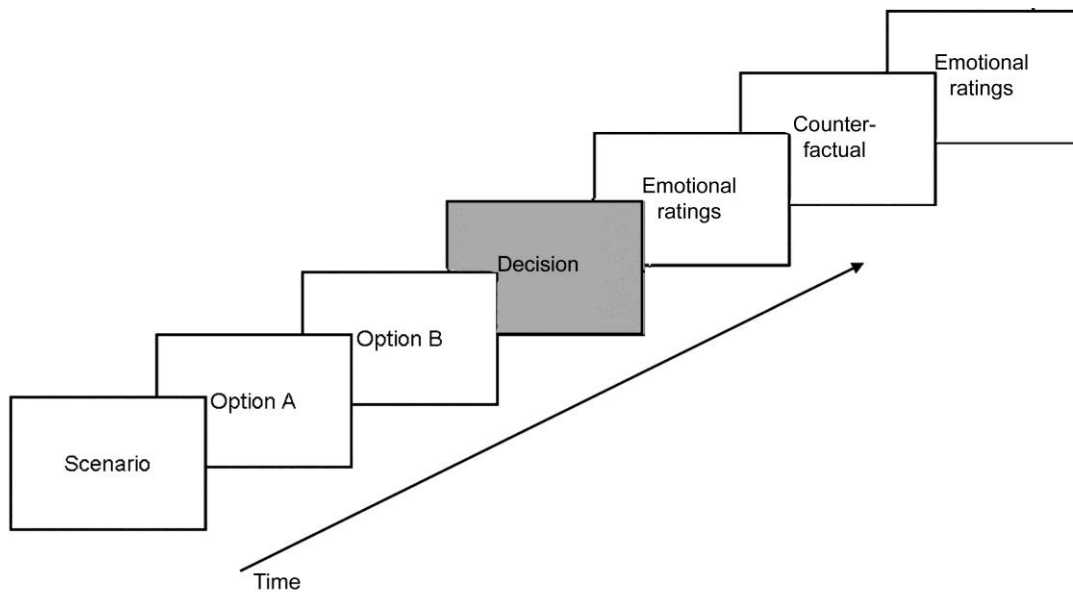 Scenario
Option A
Option B
Decision
Emotional
ratings
Counter-
factual
Emotional
ratings
Time